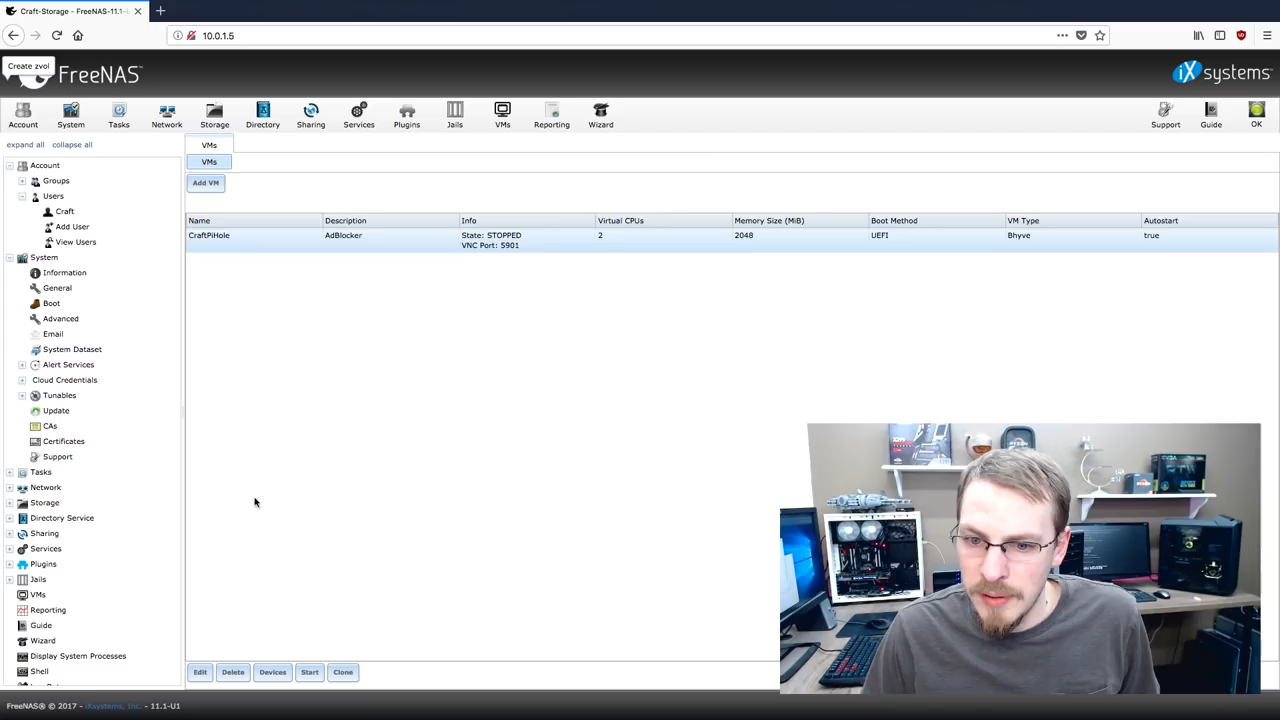 Craft-Storage - FreeNAS-11.1-
10.0.1.5
Create zvol
FreeNAS
iXsystems
Account System Tasks Network Storage Directory Sharing Services Plugins Jails VMs Reporting Wizard Support Guide OK
expand all collapse all
VMs
VMs
Add VM
Name Description Info Virtual CPUs Memory Size (MiB) Boot Method VM Type Autostart
CraftPiHole AdBlocker State: STOPPED 2 2048 UEFI Bhyve true
VNC Port: 5901
Account
Groups
Users
Craft
Add User
View Users
System
Information
General
Boot
Advanced
Email
System Dataset
Alert Services
Cloud Credentials
Tunables
Update
CAs
Certificates
Support
Tasks
Network
Storage
Directory Service
Sharing
Services
Plugins
Jails
VMs
Reporting
Guide
Wizard
Display System Processes
Shell
Edit Delete Devices Start Clone
FreeNAS® © 2017 - iXsystems, Inc. - 11.1-U1